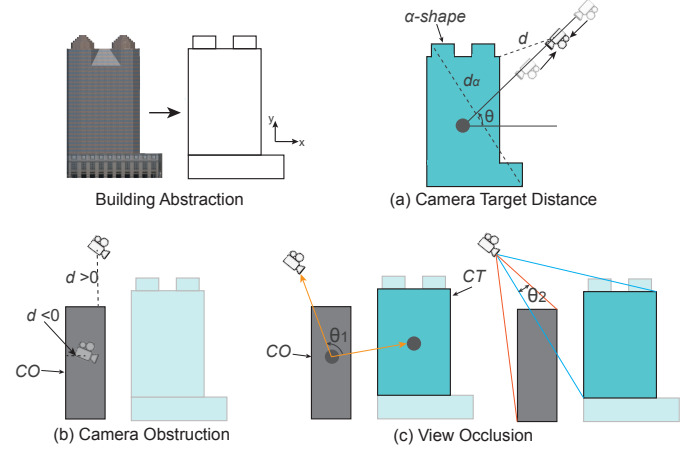 α-shape
d
dα
θ
y
x
Building Abstraction
(a) Camera Target Distance
d >0
d <0
CO
(b) Camera Obstruction
CT
θ1
θ2
CO
(c) View Occlusion